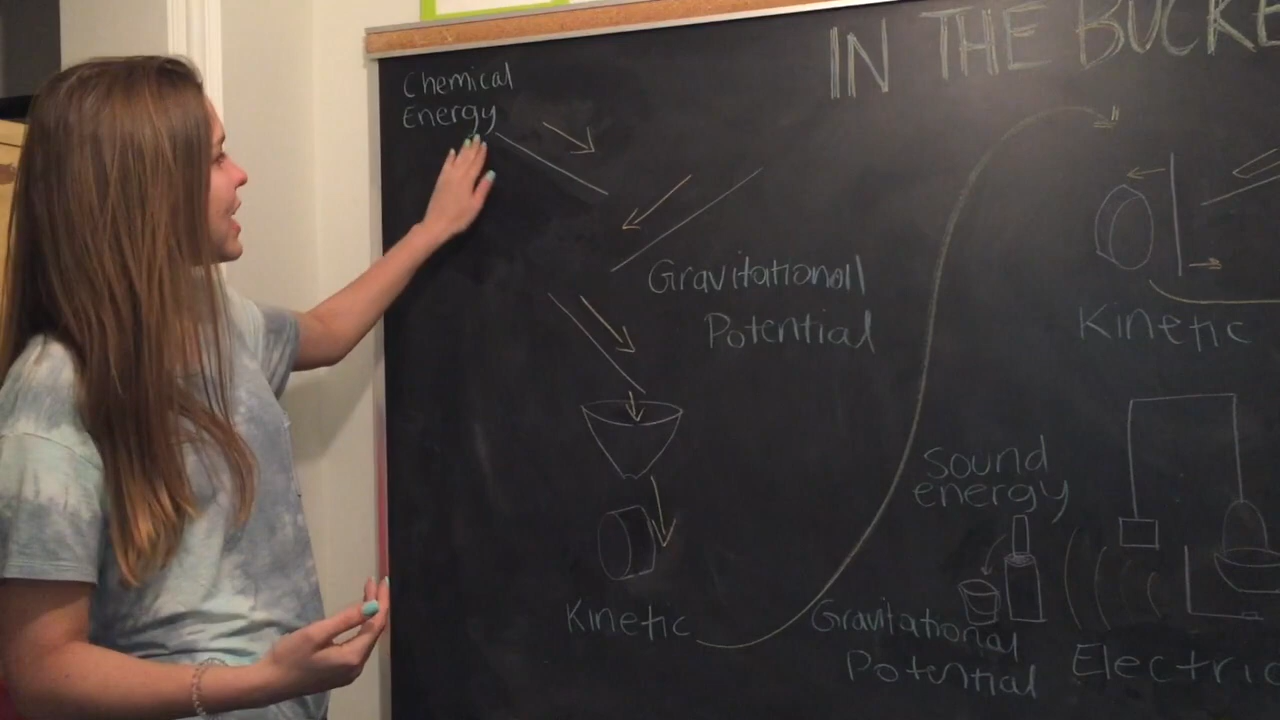 IN THE BUCKE
Chemical
Energy
Gravitational
Potential
Kinetic
Kinetic
Sound
energy
Gravitational
Potential
Electric